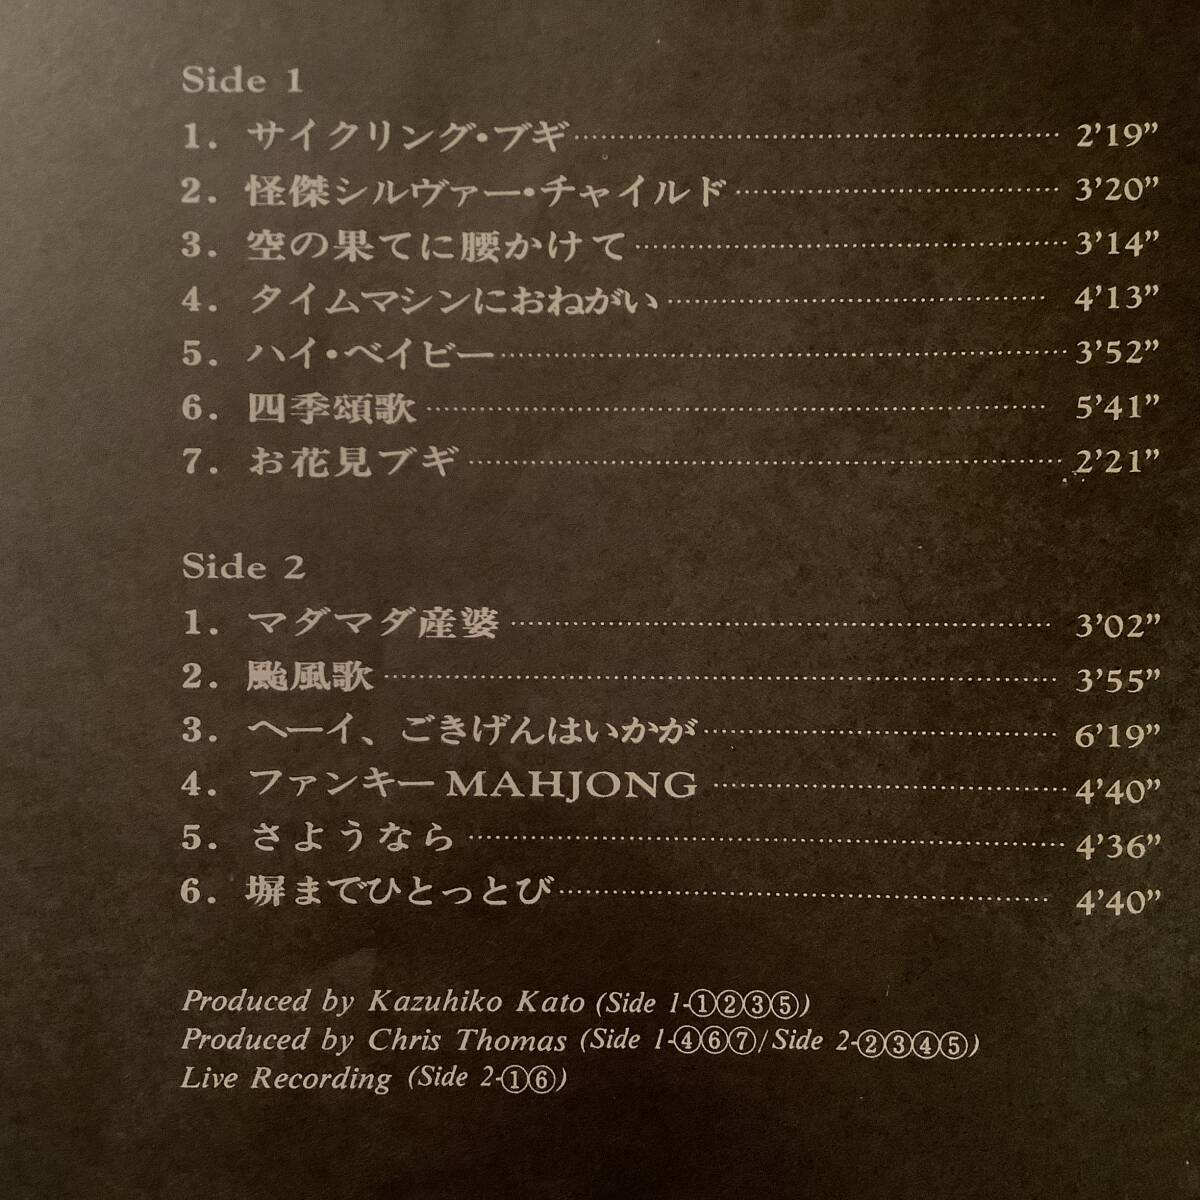 Side 1
1. サイクリング・ブギ 2’19”
2. 怪傑シルヴァー・チャイルド 3’20”
3. 空の果てに腰かけて 3’14”
4. タイムマシンにおねがい 4’13”
5. ハイ・ベイビー 3’52”
6. 四季頌歌 5’41”
7. お花見ブギ 2’21”
Side 2
1. マダマダ産婆 3’02”
2. 颱風歌 3’55”
3. ヘーイ、ごきげんはいかが 6’19”
4. ファンキーMAHJONG 4’40”
5. さようなら 4’36”
6. 塀までひとっとび 4’40”
Produced by Kazuhiko Kato (Side 1-①②③⑤)
Produced by Chris Thomas (Side 1-④⑥⑦/Side 2-②③④⑤)
Live Recording (Side 2-①⑥)